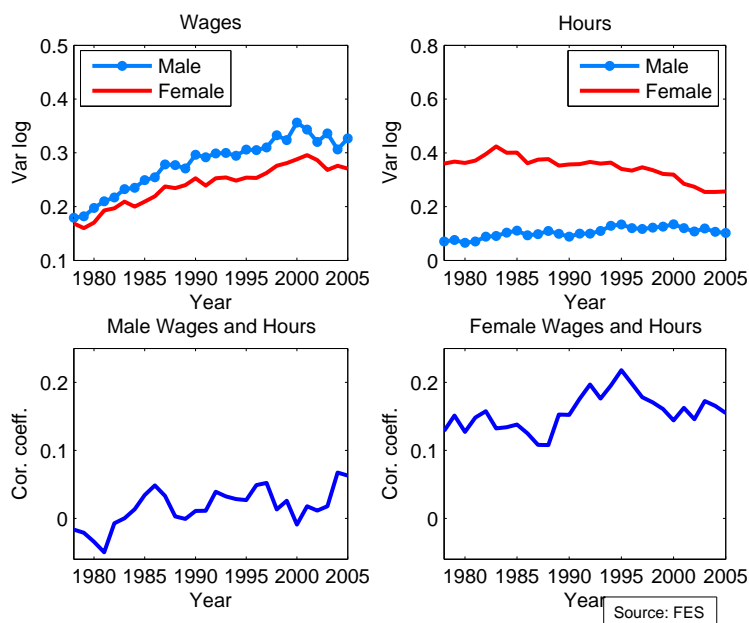 Wages
0.5
0.4
0.3
0.2
0.1
Var log
Male
Female
1980 1985 1990 1995 2000 2005
Year
Hours
0.8
0.6
0.4
0.2
0
Var log
Male
Female
1980 1985 1990 1995 2000 2005
Year
Male Wages and Hours
0.2
0.1
0
Cor. coeff.
1980 1985 1990 1995 2000 2005
Year
Female Wages and Hours
0.2
0.1
0
Cor. coeff.
1980 1985 1990 1995 2000 2005
Year
Source: FES